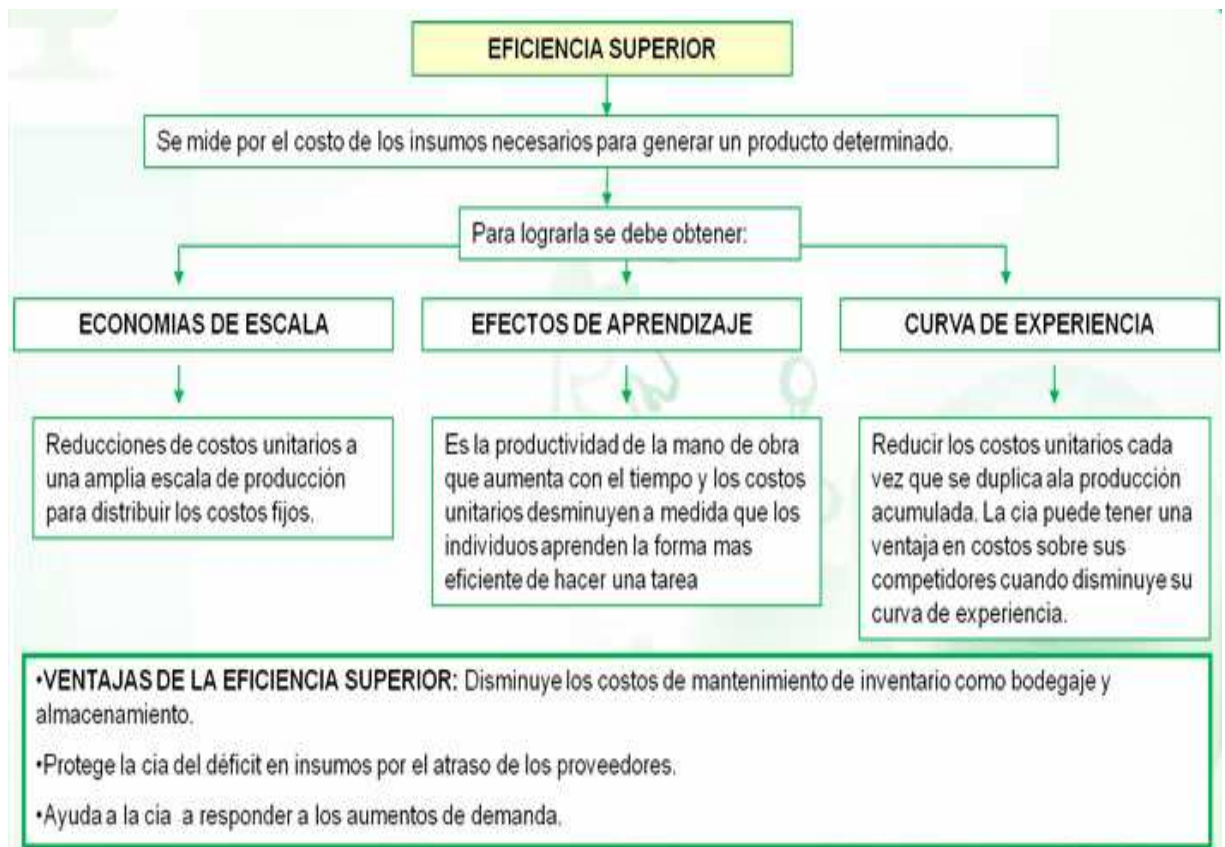 EFICIENCIA SUPERIOR
Se mide por el costo de los insumos necesarios para generar un producto determinado.
Para lograrla se debe obtener:
ECONOMIAS DE ESCALA
Reducciones de costos unitarios a
una amplia escala de producción
para distribuir los costos fijos.
EFECTOS DE APRENDIZAJE
Es la productividad de la mano de obra
que aumenta con el tiempo y los costos
unitarios desminuyen a medida que los
individuos aprenden la forma mas
eficiente de hacer una tarea
CURVA DE EXPERIENCIA
Reducir los costos unitarios cada
vez que se duplica ala producción
acumulada. La cia puede tener una
ventaja en costos sobre sus
competidores cuando disminuye su
curva de experiencia.
•VENTAJAS DE LA EFICIENCIA SUPERIOR: Disminuye los costos de mantenimiento de inventario como bodegaje y
almacenamiento.
•Protege la cia del déficit en insumos por el atraso de los proveedores.
•Ayuda a la cia a responder a los aumentos de demanda.